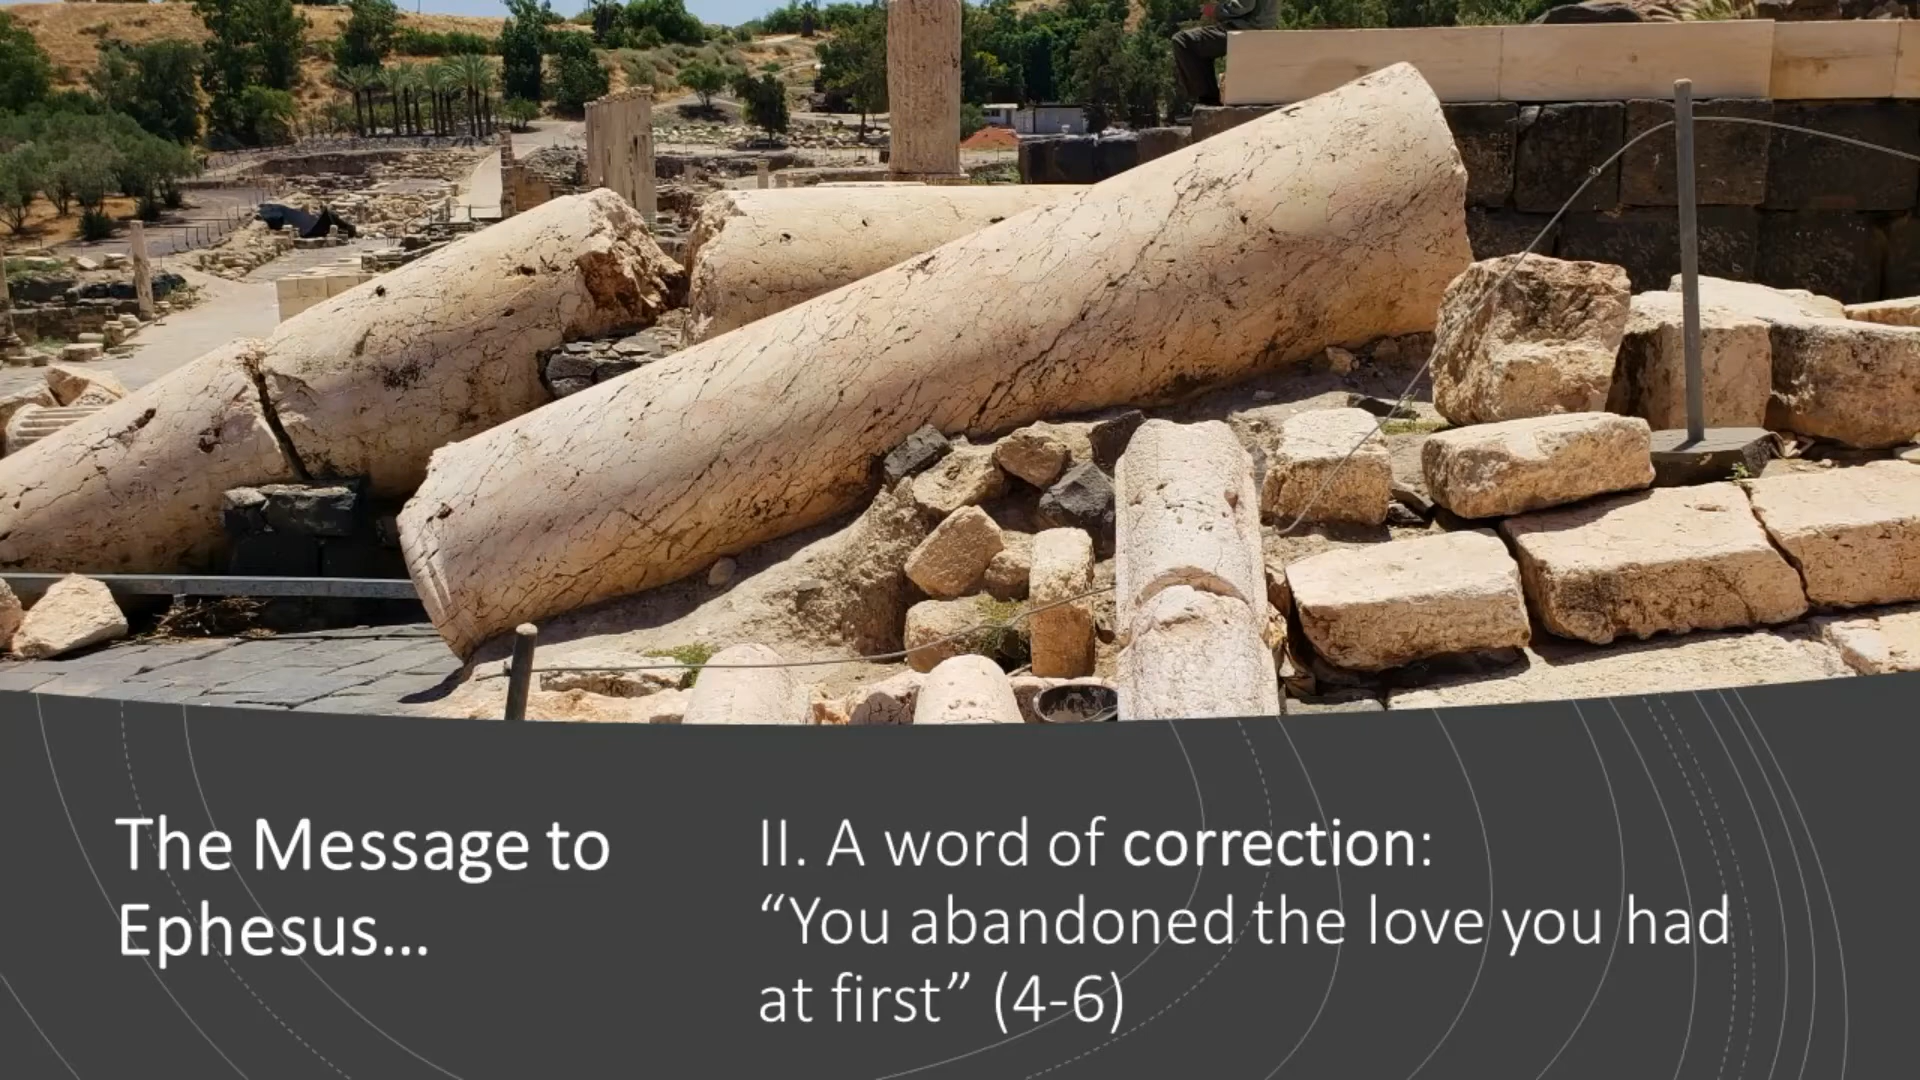 The Message to
Ephesus...
II. A word of correction:
“You abandoned the love you had
at first” (4-6)